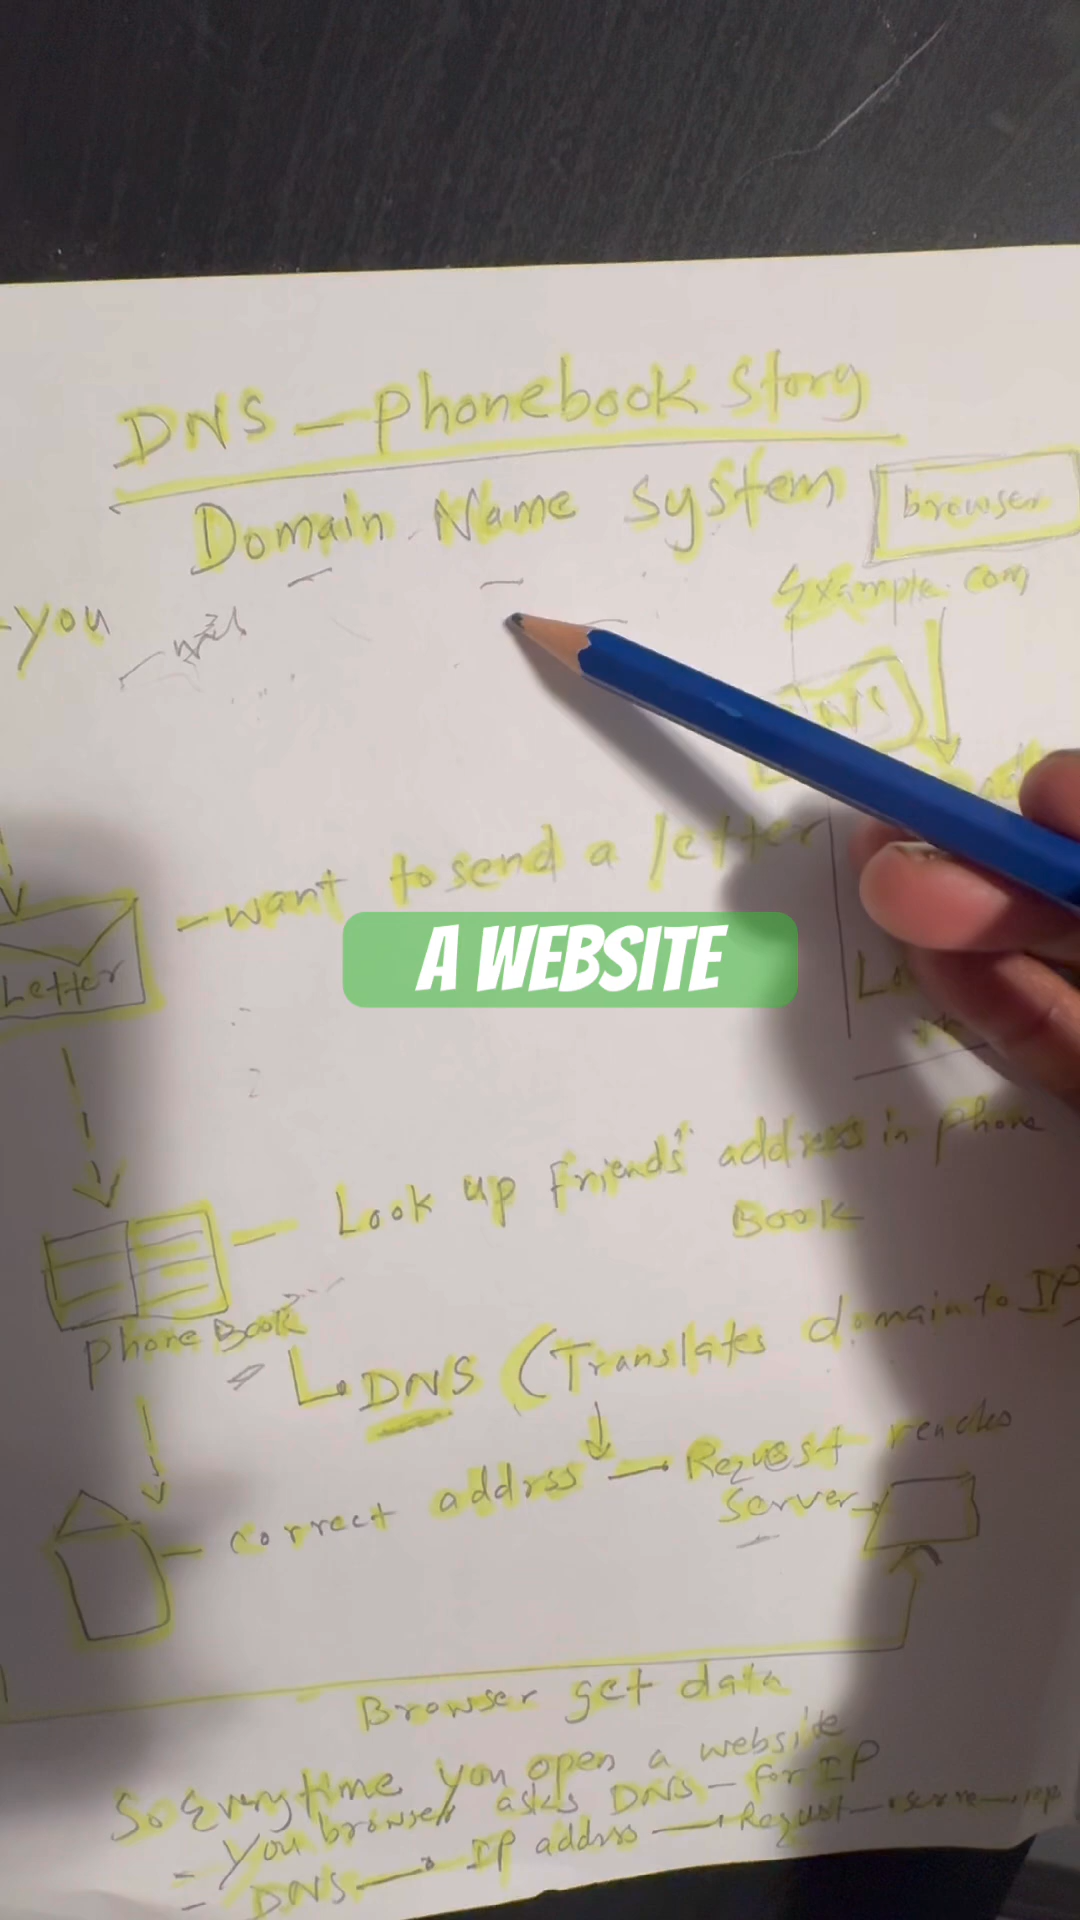 DNS - Phonebook Story
Domain Name System
browser
Example.com
- you
DNS
- want to send a letter
Letter
A WEBSITE
Look up friends' address in phone
Book
Phone Book
DNS (Translates domain to IP)
correct address → Request reaches
Server
Browser get data
So Everytime you open a website
- You browser asks DNS - for IP
- DNS → IP address → Request →